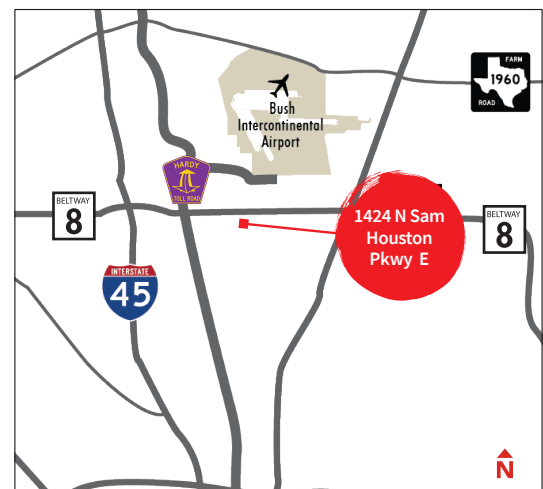 FARM
1960
ROAD
Bush
Intercontinental
Airport
HARDY
TOLL ROAD
BELTWAY
8
1424 N Sam
Houston
Pkwy E
BELTWAY
8
INTERSTATE
45
N